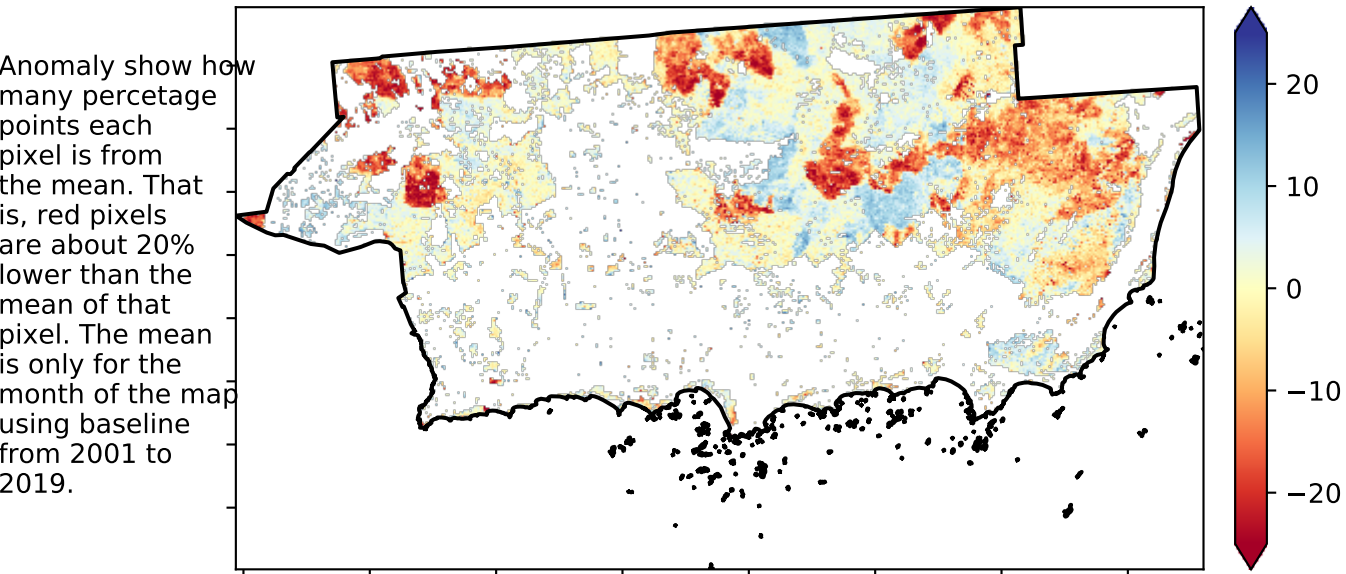 Anomaly show how
many percetage
points each
pixel is from
the mean. That
is, red pixels
are about 20%
lower than the
mean of that
pixel. The mean
is only for the
month of the map
using baseline
from 2001 to
2019.
20
10
0
−10
−20